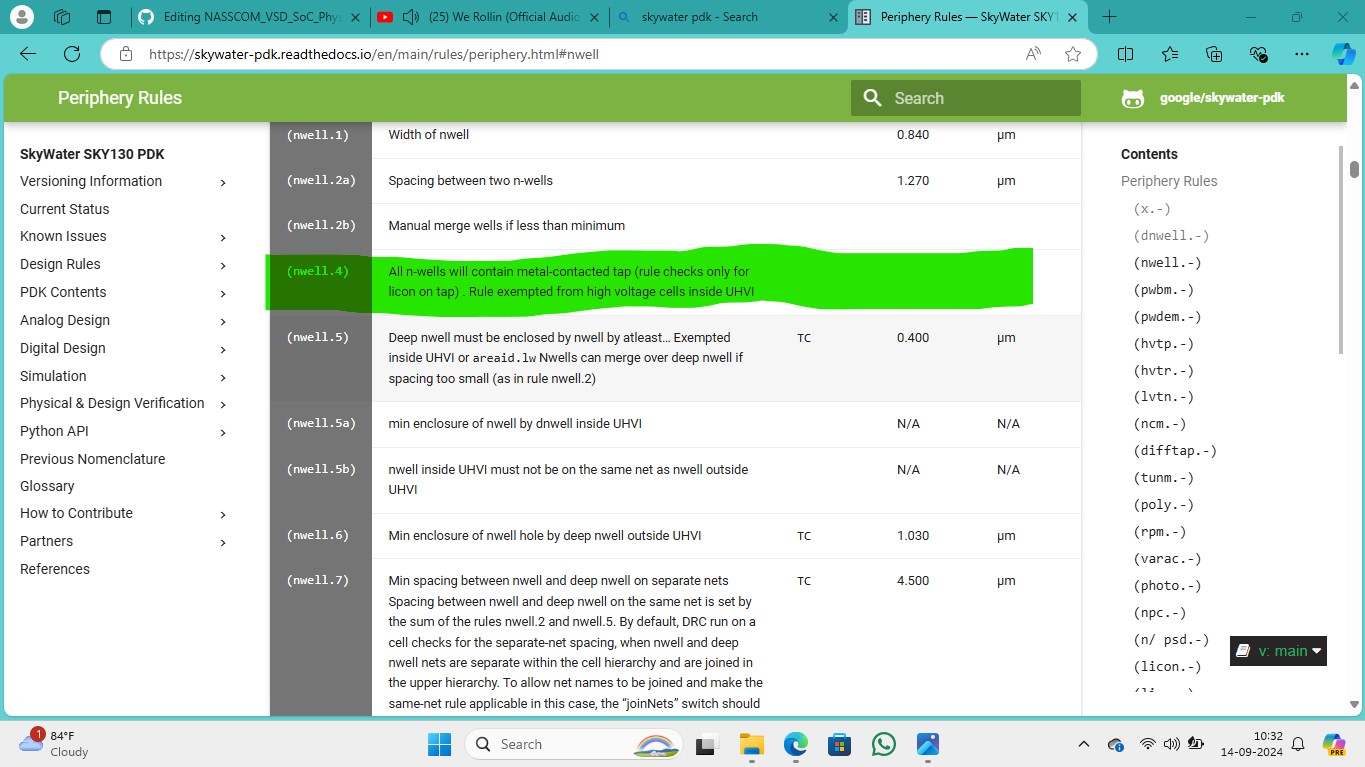 Editing NASSCOM_VSD_SoC_Phys
(25) We Rollin (Official Audio
skywater pdk - Search
Periphery Rules — SkyWater SKY1
https://skywater-pdk.readthedocs.io/en/main/rules/periphery.html#nwell
Periphery Rules
Search
google/skywater-pdk
SkyWater SKY130 PDK
Versioning Information
Current Status
Known Issues
Design Rules
PDK Contents
Analog Design
Digital Design
Simulation
Physical & Design Verification
Python API
Previous Nomenclature
Glossary
How to Contribute
Partners
References
(nwell.1) Width of nwell 0.840 µm
(nwell.2a) Spacing between two n-wells 1.270 µm
(nwell.2b) Manual merge wells if less than minimum
(nwell.4) All n-wells will contain metal-contacted tap (rule checks only for
licon on tap) . Rule exempted from high voltage cells inside UHVI
(nwell.5) Deep nwell must be enclosed by nwell by atleast... Exempted TC 0.400 µm
inside UHVI or areaid.lw Nwells can merge over deep nwell if
spacing too small (as in rule nwell.2)
(nwell.5a) min enclosure of nwell by dnwell inside UHVI N/A N/A
(nwell.5b) nwell inside UHVI must not be on the same net as nwell outside N/A N/A
UHVI
(nwell.6) Min enclosure of nwell hole by deep nwell outside UHVI TC 1.030 µm
(nwell.7) Min spacing between nwell and deep nwell on separate nets TC 4.500 µm
Spacing between nwell and deep nwell on the same net is set by
the sum of the rules nwell.2 and nwell.5. By default, DRC run on a
cell checks for the separate-net spacing, when nwell and deep
nwell nets are separate within the cell hierarchy and are joined in
the upper hierarchy. To allow net names to be joined and make the
same-net rule applicable in this case, the “joinNets” switch should
Contents
Periphery Rules
(x.-)
(dnwell.-)
(nwell.-)
(pwbm.-)
(pwdem.-)
(hvtp.-)
(hvtr.-)
(lvtn.-)
(ncm.-)
(difftap.-)
(tunm.-)
(poly.-)
(rpm.-)
(varac.-)
(photo.-)
(npc.-)
(n/ psd.-)
(licon.-)
v: main
1
84°F
Cloudy
Search
10:32
14-09-2024
PRE